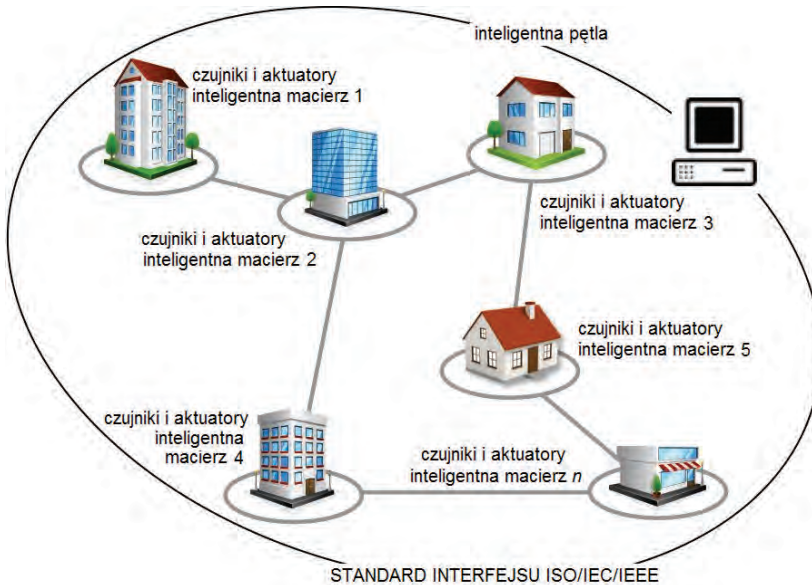 inteligentna pętla
czujniki i aktuatory
inteligentna macierz 1
czujniki i aktuatory
inteligentna macierz 3
czujniki i aktuatory
inteligentna macierz 2
czujniki i aktuatory
inteligentna macierz 5
czujniki i aktuatory
inteligentna
macierz 4
czujniki i aktuatory
inteligentna macierz n
STANDARD INTERFEJSU ISO/IEC/IEEE